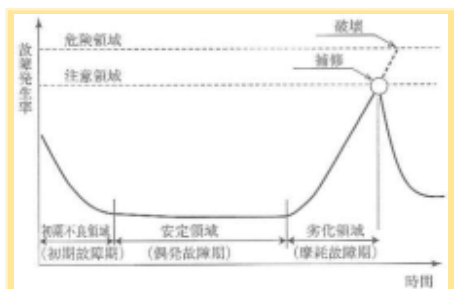 故障発生率
危険領域
破壊
注意領域
補修
初期不良領域
(初期故障期)
安定領域
(偶発故障期)
劣化領域
(摩耗故障期)
時間